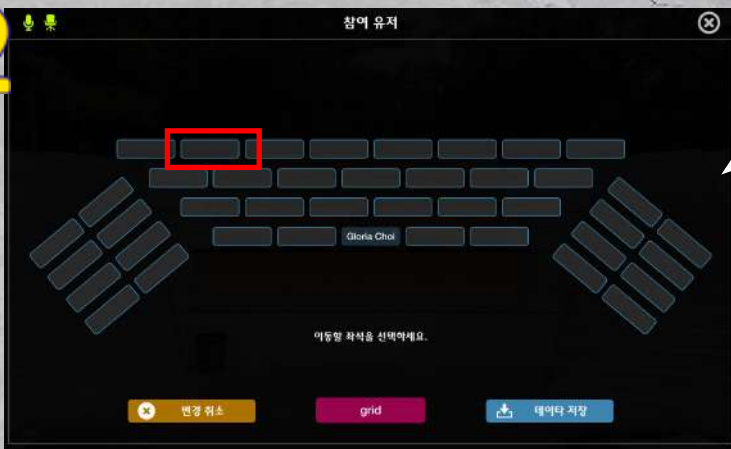 참여 유저
Gloria Choi
이동할 좌석을 선택하세요.
변경 취소
grid
데이타 저장